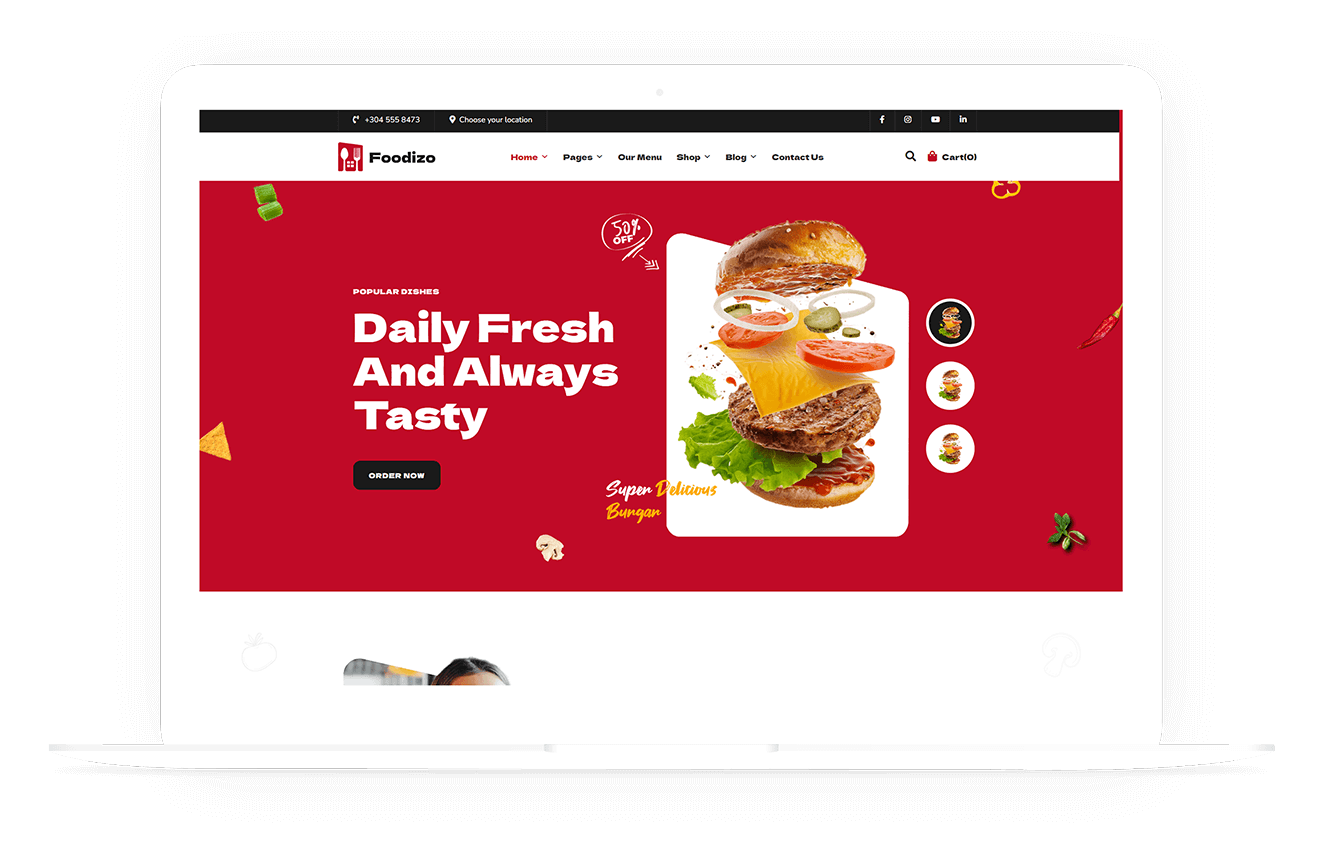 +304 555 8473
Choose your location
Foodizo
Home
Pages
Our Menu
Shop
Blog
Contact Us
Cart(0)
50%
OFF
POPULAR DISHES
Daily Fresh
And Always
Tasty
ORDER NOW
Super Delicious
Bungan